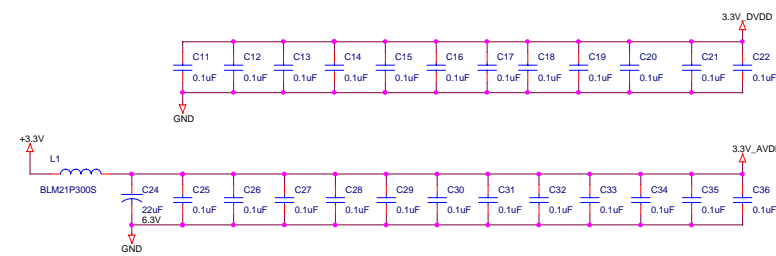 3.3V_DVDD
C11 C12 C13 C14 C15 C16 C17 C18 C19 C20 C21 C22
0.1uF 0.1uF 0.1uF 0.1uF 0.1uF 0.1uF 0.1uF 0.1uF 0.1uF 0.1uF 0.1uF 0.1uF
GND
+3.3V
3.3V_AVD
L1
BLM21P300S
C24 C25 C26 C27 C28 C29 C30 C31 C32 C33 C34 C35 C36
22uF 0.1uF 0.1uF 0.1uF 0.1uF 0.1uF 0.1uF 0.1uF 0.1uF 0.1uF 0.1uF 0.1uF 0.1uF
6.3V
GND